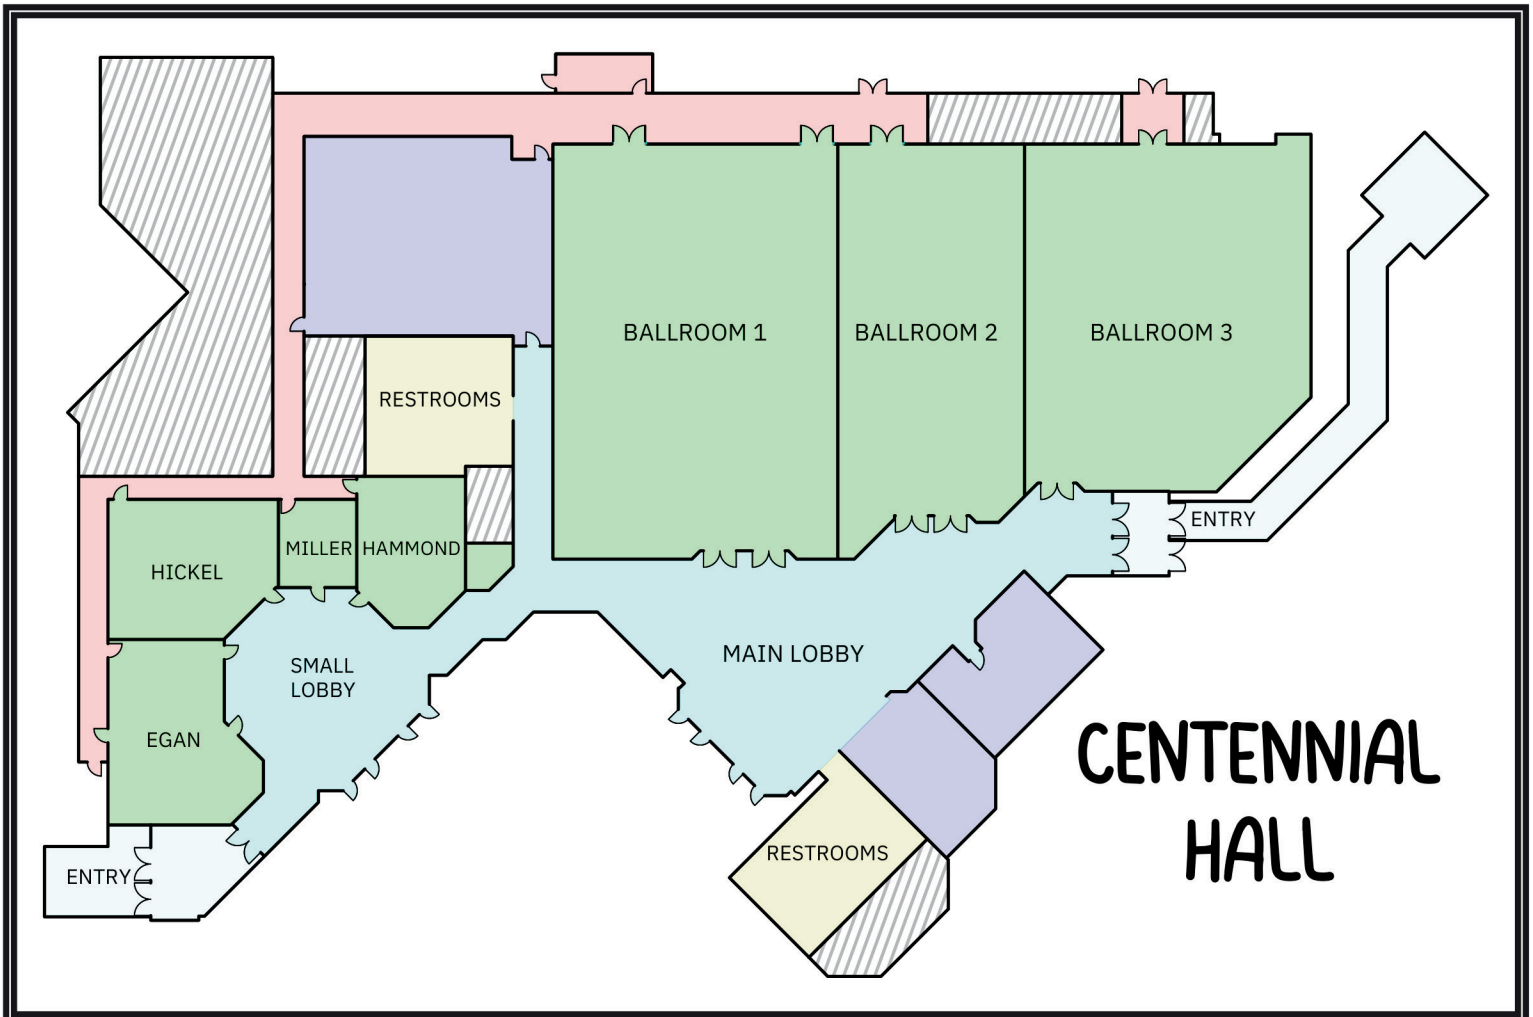 BALLROOM 1
BALLROOM 2
BALLROOM 3
RESTROOMS
ENTRY
HICKEL
MILLER
HAMMOND
SMALL
LOBBY
MAIN LOBBY
EGAN
CENTENNIAL
HALL
RESTROOMS
ENTRY